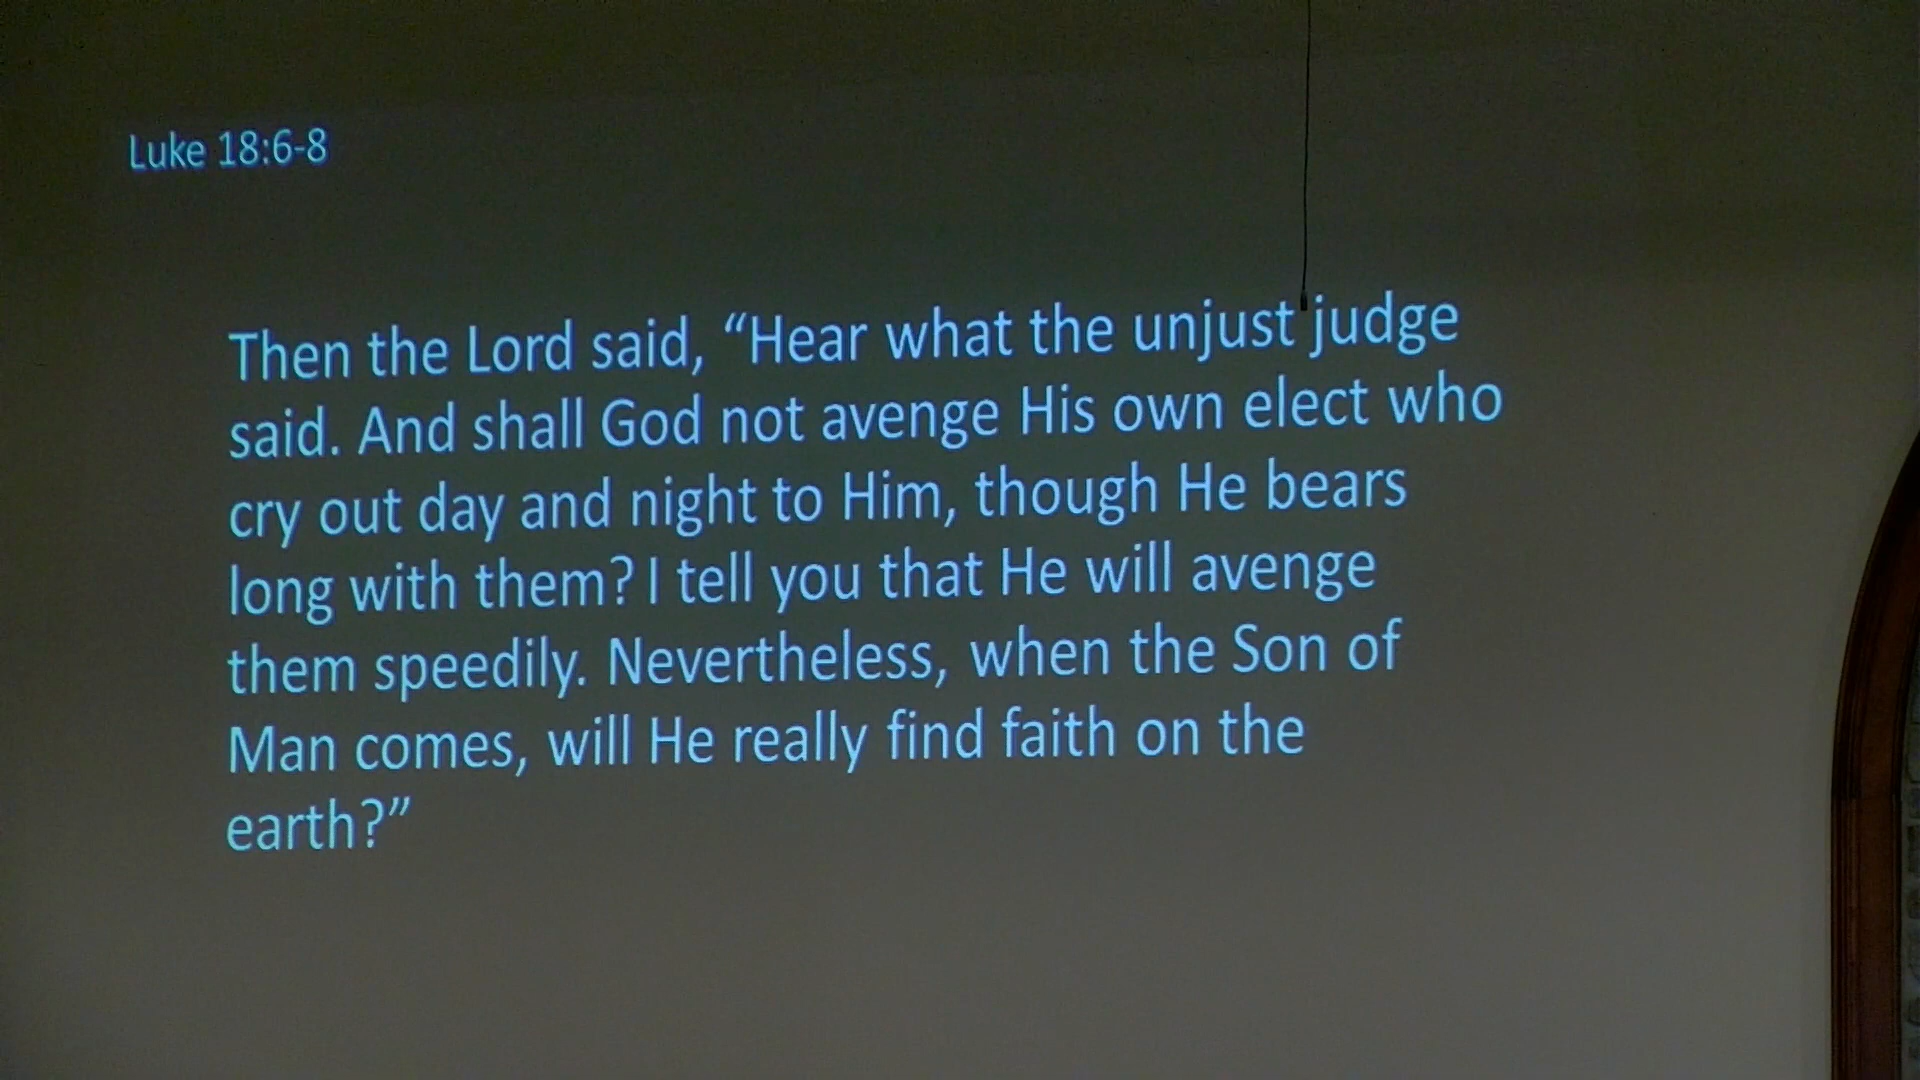 Luke 18:6-8
Then the Lord said, “Hear what the unjust judge
said. And shall God not avenge His own elect who
cry out day and night to Him, though He bears
long with them? I tell you that He will avenge
them speedily. Nevertheless, when the Son of
Man comes, will He really find faith on the
earth?”